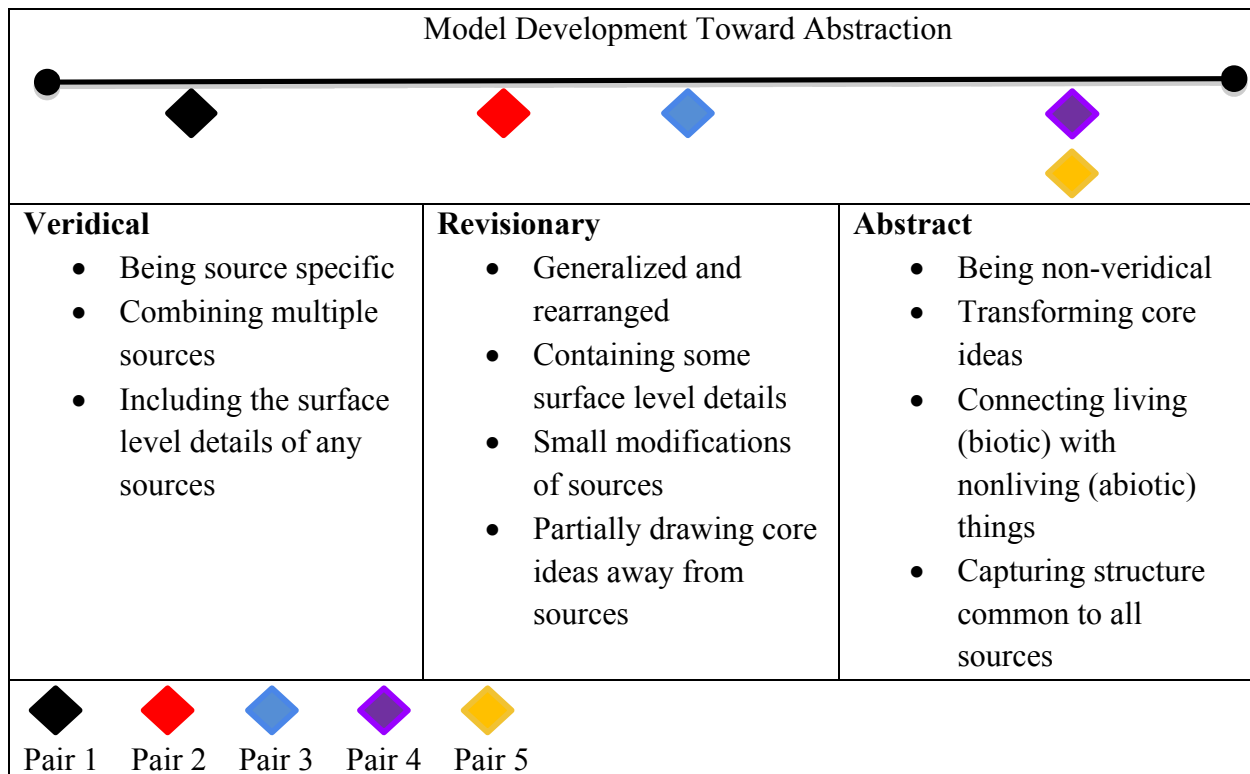 Model Development Toward Abstraction
Veridical
• Being source specific
• Combining multiple
sources
• Including the surface
level details of any
sources
Revisionary
• Generalized and
rearranged
• Containing some
surface level details
• Small modifications
of sources
• Partially drawing core
ideas away from
sources
Abstract
• Being non-veridical
• Transforming core
ideas
• Connecting living
(biotic) with
nonliving (abiotic)
things
• Capturing structure
common to all
sources
Pair 1 Pair 2 Pair 3 Pair 4 Pair 5